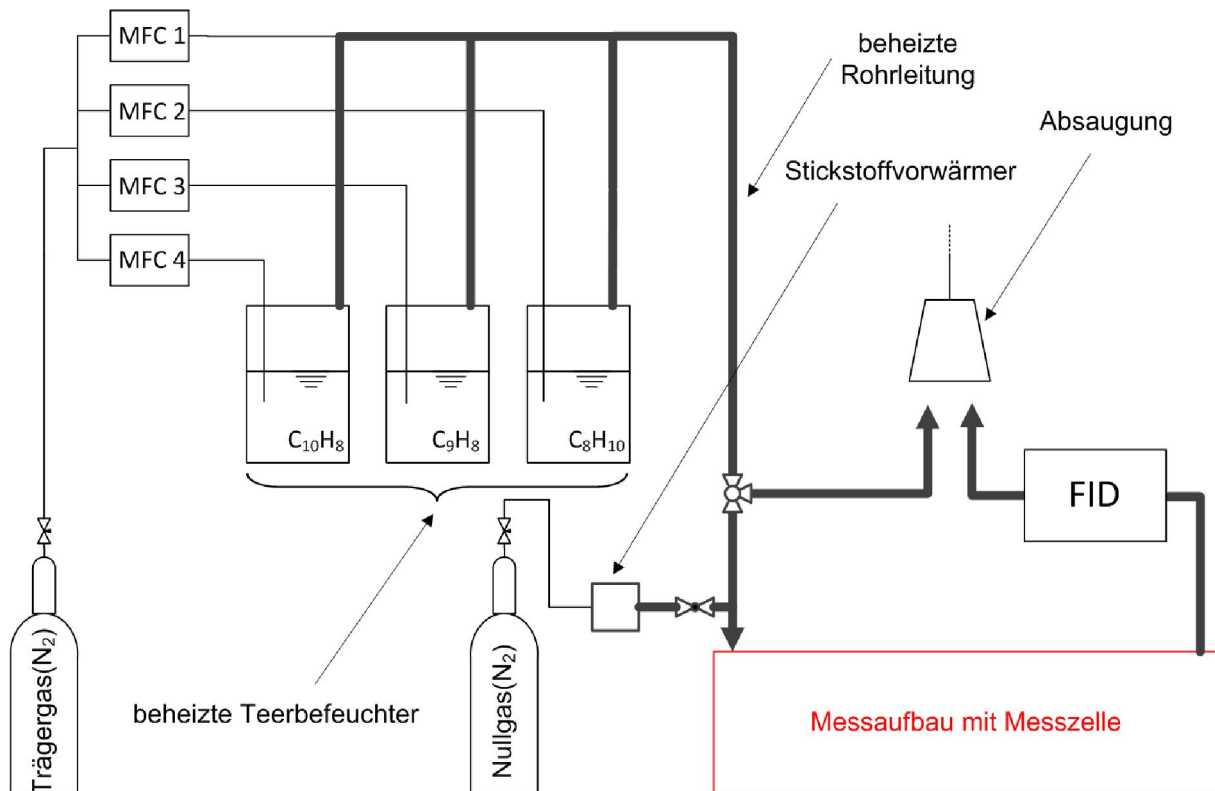 MFC 1
MFC 2
MFC 3
MFC 4
beheizte
Rohrleitung
Absaugung
Stickstoffvorwärmer
C₁₀H₈
C₉H₈
C₈H₁₀
FID
Trägergas(N₂)
Nullgas(N₂)
beheizte Teerbefeuchter
Messaufbau mit Messzelle